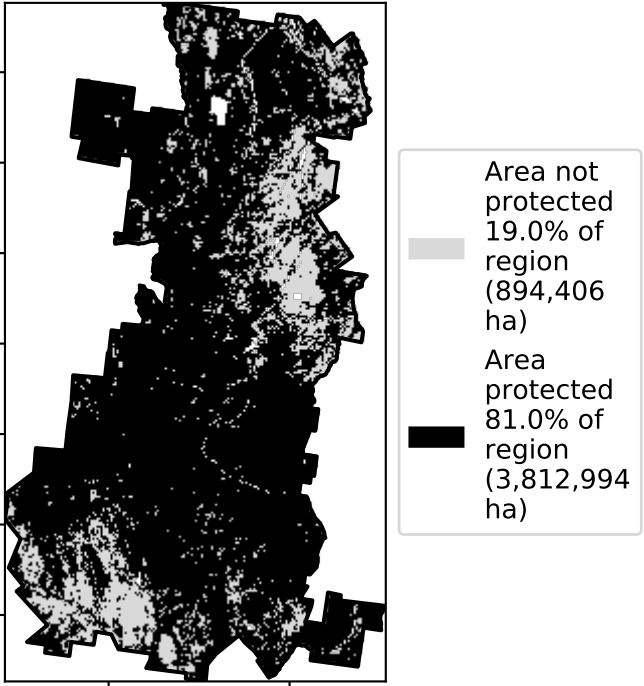 Area not
protected
19.0% of
region
(894,406
ha)
Area
protected
81.0% of
region
(3,812,994
ha)